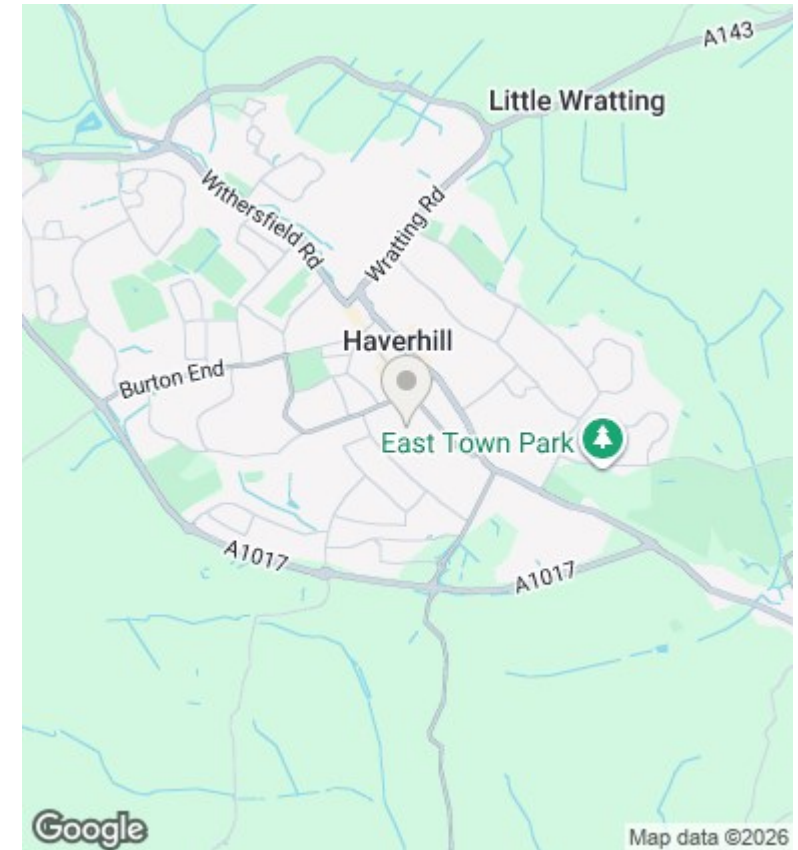 A143
Little Wratting
Withersfield Rd
Wratting Rd
Haverhill
Burton End
East Town Park
A1017
A1017
Google
Map data ©2026